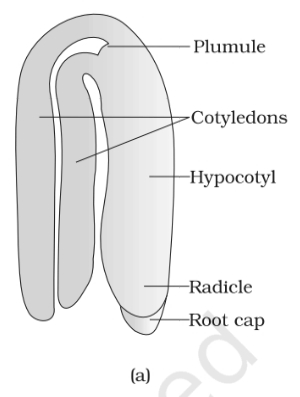 Plumule
Cotyledons
Hypocotyl
Radicle
Root cap
(a)